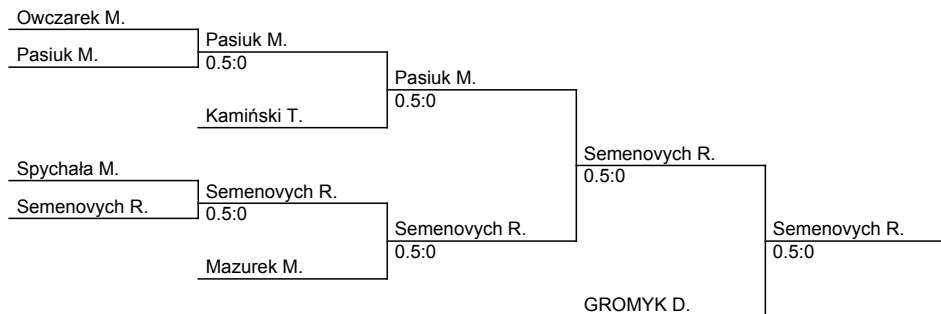 Owczarek M.
Pasiuk M.
Pasiuk M.
0.5:0
Pasiuk M.
0.5:0
Kamiński T.
Semenovych R.
0.5:0
Spychała M.
Semenovych R.
0.5:0
Semenovych R.
Semenovych R.
0.5:0
Semenovych R.
0.5:0
Mazurek M.
GROMYK D.